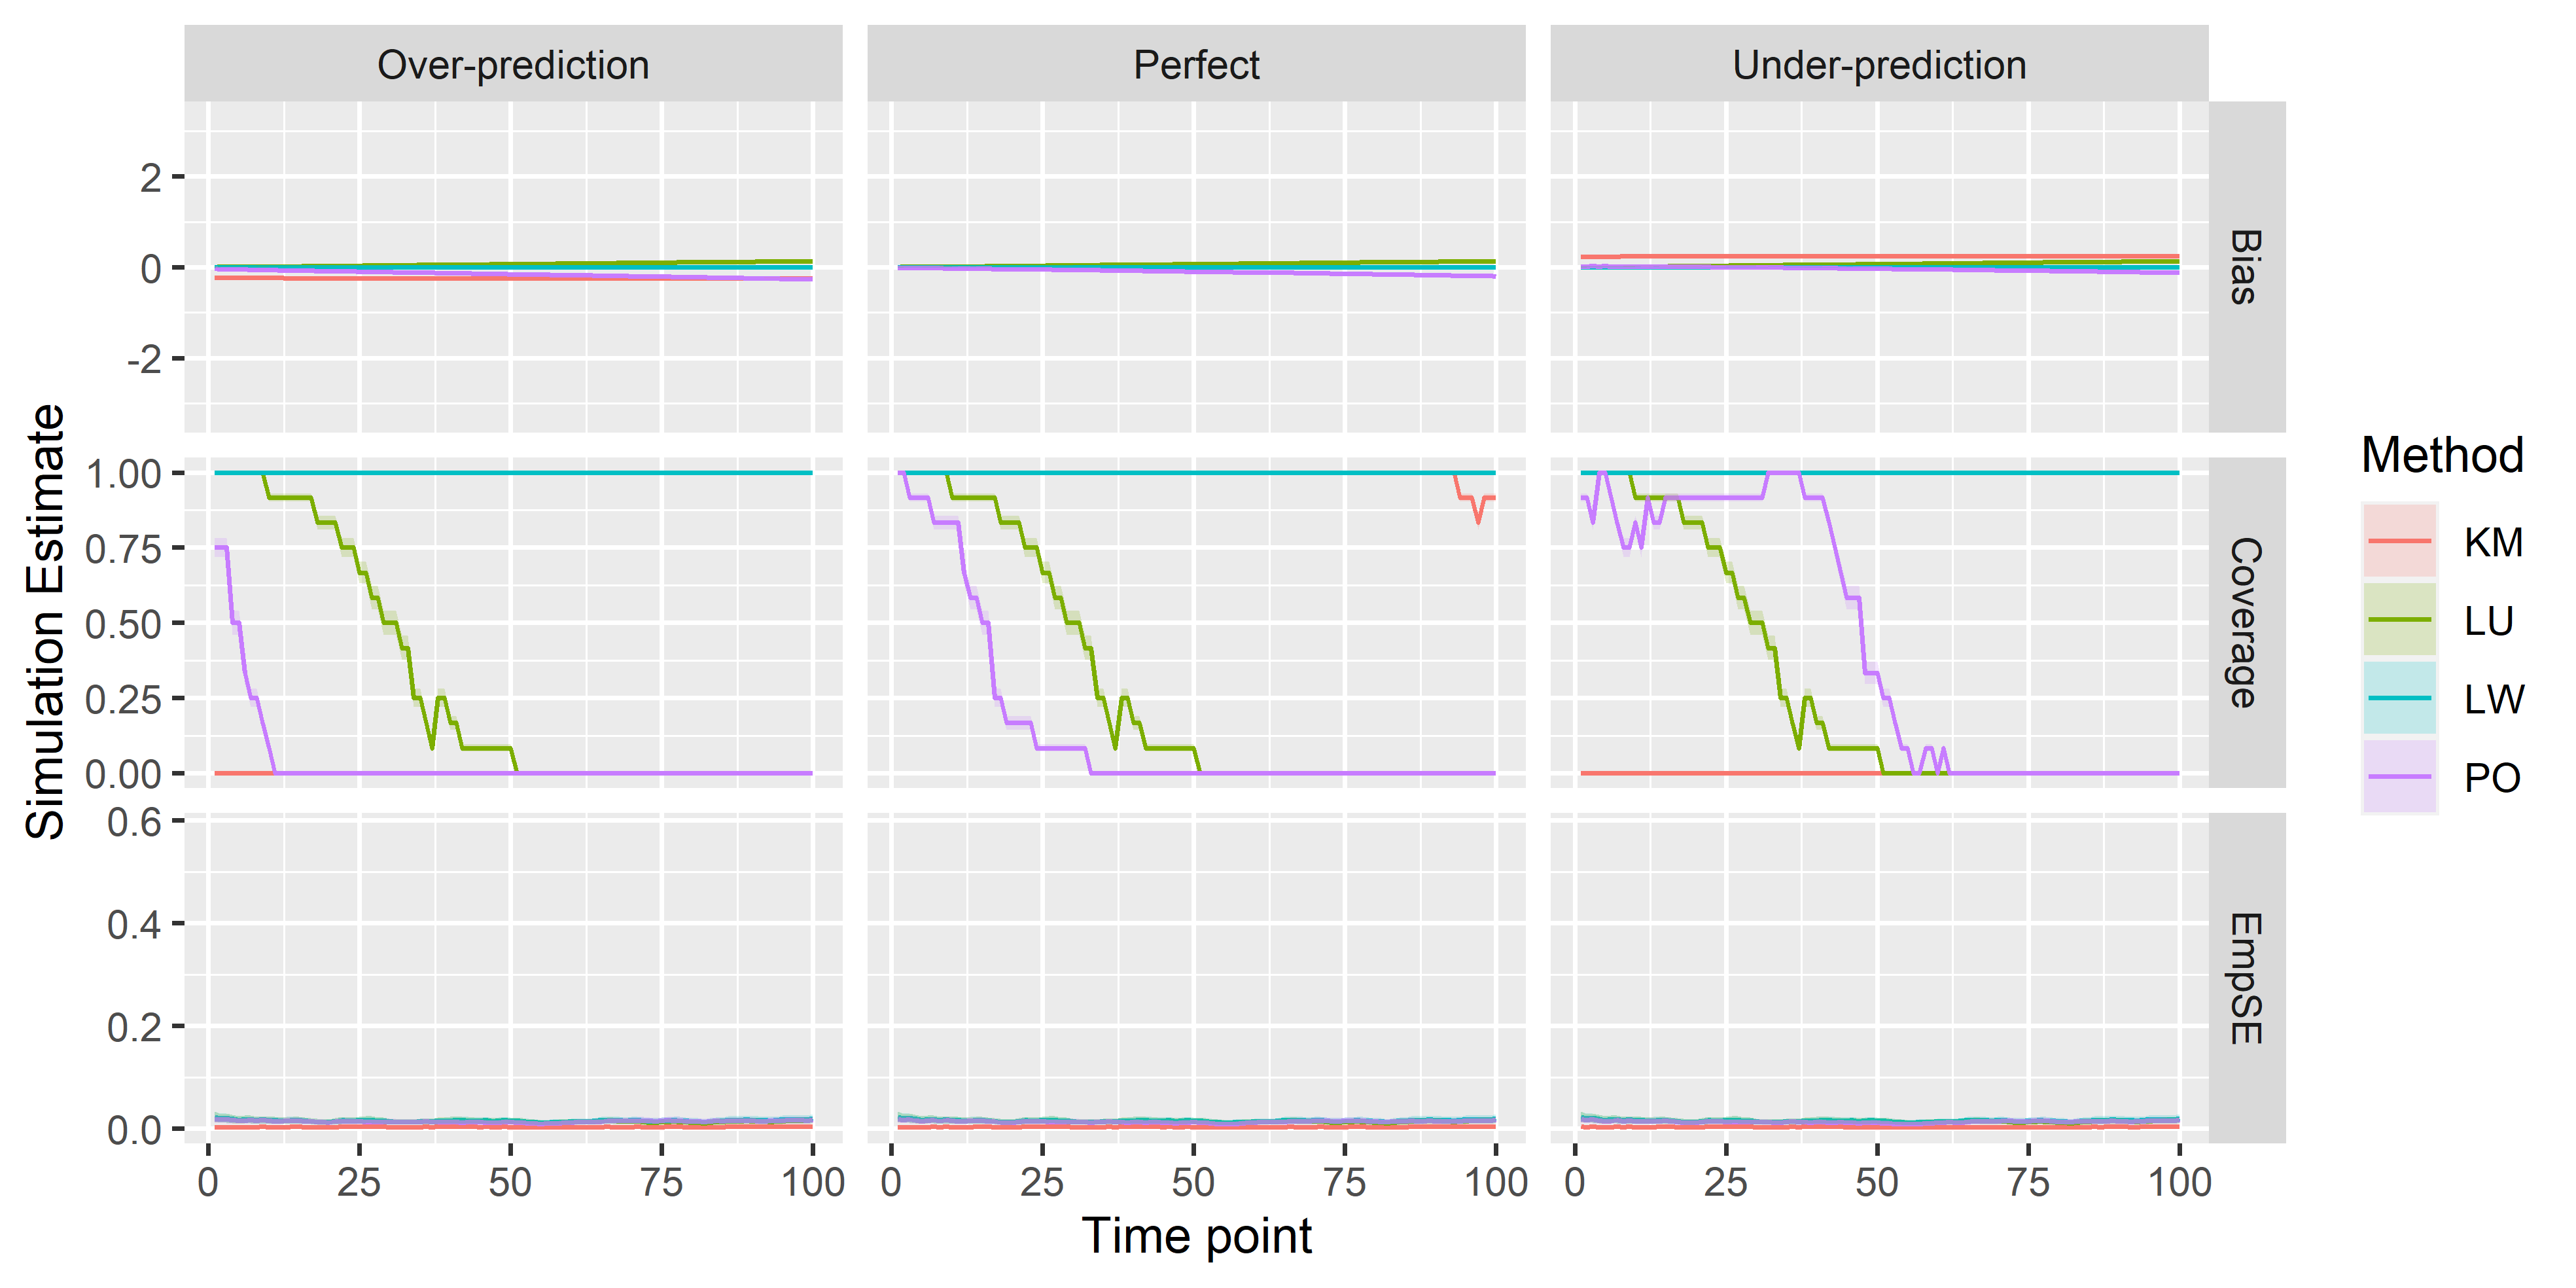 Over-prediction
Perfect
Under-prediction
2
0
-2
Bias
1.00
0.75
0.50
0.25
0.00
Coverage
0.6
0.4
0.2
0.0
EmpSE
0 25 50 75 100
0 25 50 75 100
0 25 50 75 100
Time point
Simulation Estimate
Method
KM
LU
LW
PO